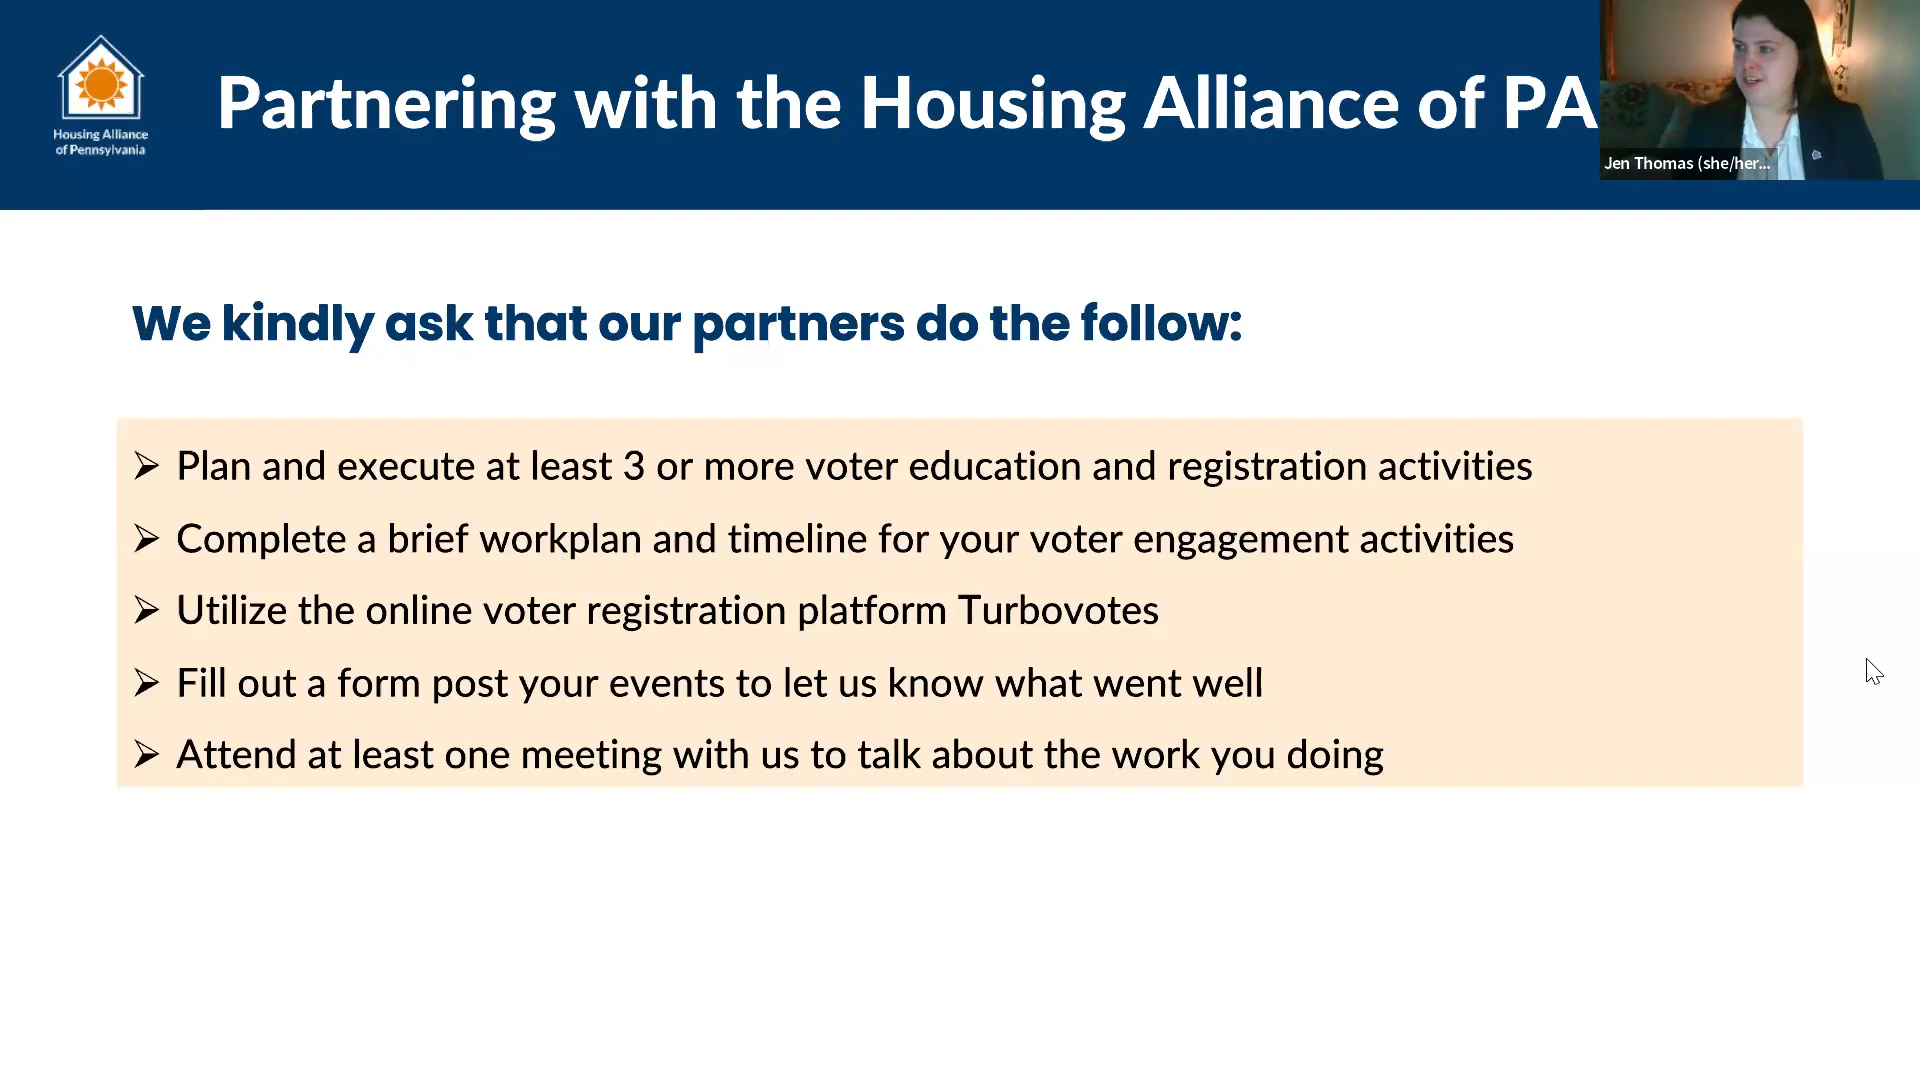 Housing Alliance
of Pennsylvania
Partnering with the Housing Alliance of PA
Jen Thomas (she/her...
We kindly ask that our partners do the follow:
➢ Plan and execute at least 3 or more voter education and registration activities
➢ Complete a brief workplan and timeline for your voter engagement activities
➢ Utilize the online voter registration platform Turbovotes
➢ Fill out a form post your events to let us know what went well
➢ Attend at least one meeting with us to talk about the work you doing